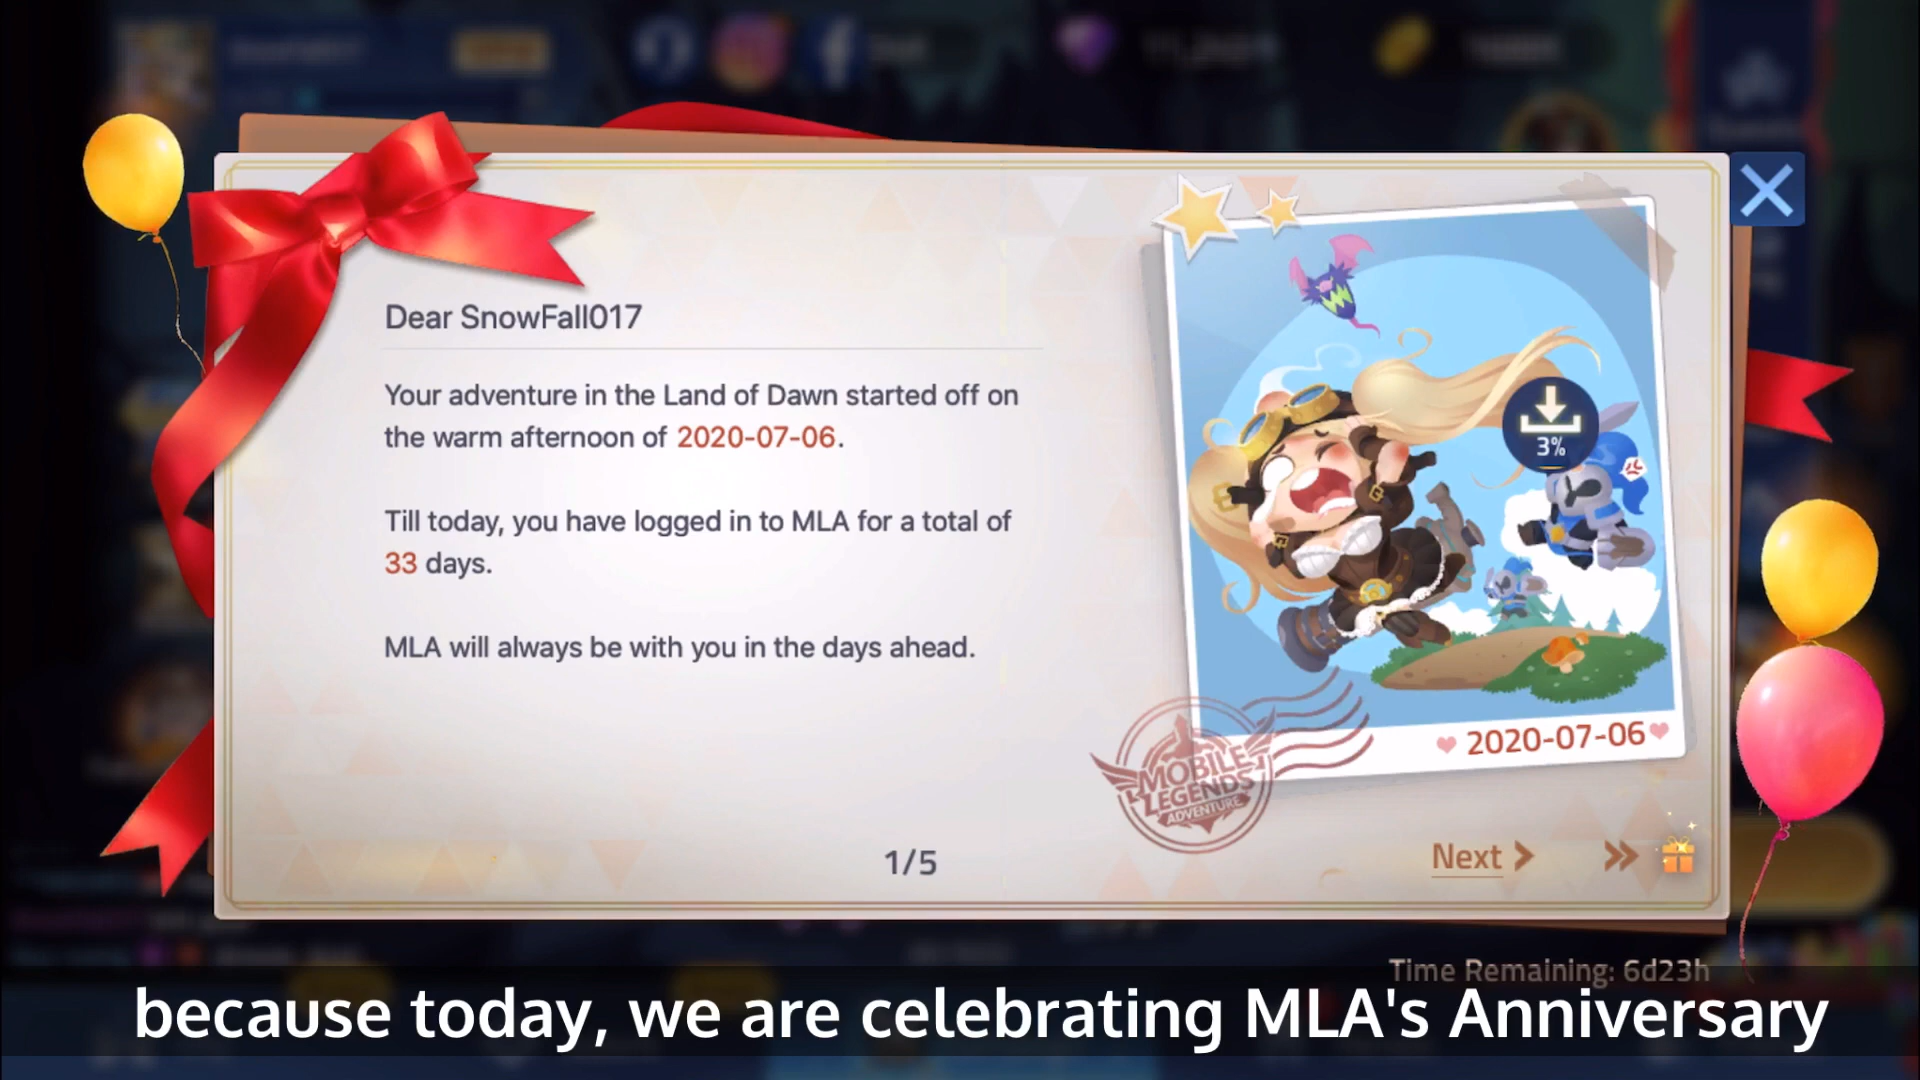 Dear SnowFall017
Your adventure in the Land of Dawn started off on
the warm afternoon of 2020-07-06.
Till today, you have logged in to MLA for a total of
33 days.
MLA will always be with you in the days ahead.
3%
2020-07-06
MOBILE
LEGENDS
ADVENTURE
1/5
Next
Time Remaining: 6d23h
because today, we are celebrating MLA's Anniversary